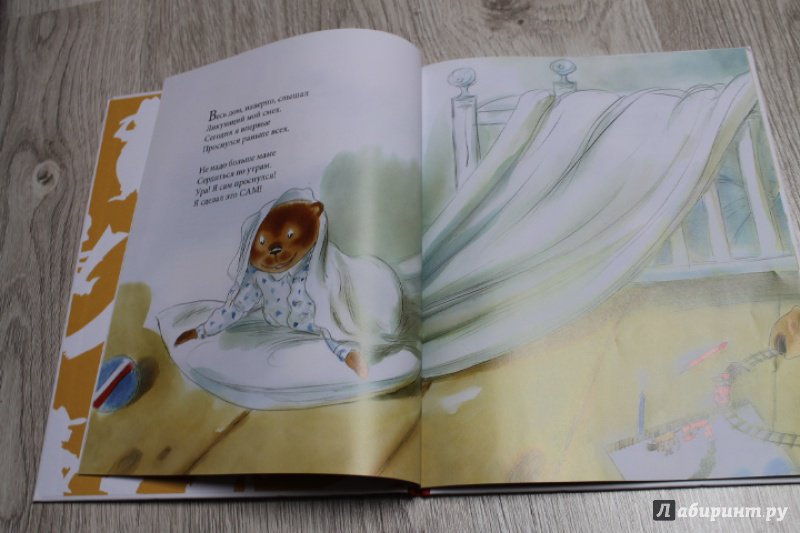 Весь дом, наверно, слышал
Ликующий мой смех.
Сегодня я впервые
Проснулся раньше всех.
Не надо больше маме
Сердиться по утрам.
Ура! Я сам проснулся!
Я сделал это САМ!
Лабиринт.ру